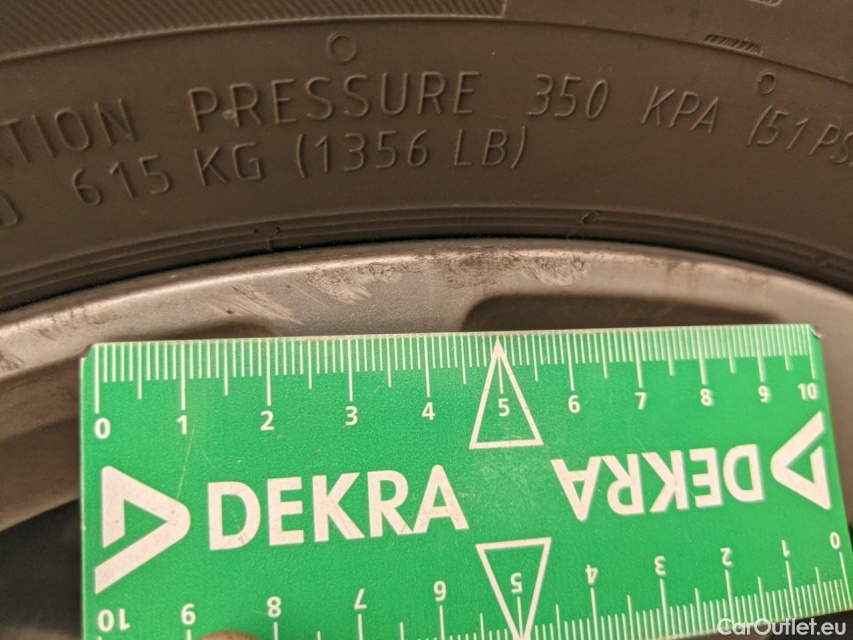 TION PRESSURE 350 KPA (51 PS
615 KG (1356 LB)
0 1 2 3 4 5 6 7 8 9 10
DEKRA DEKRA
10 9 8 7 6 5 4 3 2 1 0
CarOutlet.eu